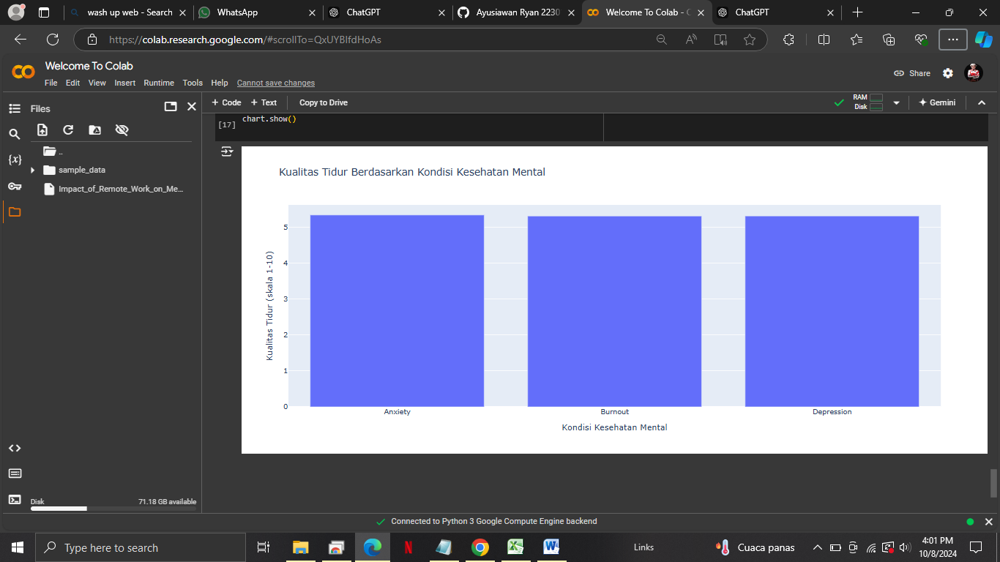 wash up web - Search
WhatsApp
ChatGPT
Ayusiawan Ryan 2230
Welcome To Colab - C
ChatGPT
https://colab.research.google.com/#scrollTo=QxUYBIfdHoAs
Welcome To Colab
File Edit View Insert Runtime Tools Help Cannot save changes
Share
Files
+ Code + Text Copy to Drive
RAM
Disk
Gemini
..
sample_data
Impact_of_Remote_Work_on_Me...
[17]
chart.show()
Kualitas Tidur Berdasarkan Kondisi Kesehatan Mental
Kualitas Tidur (skala 1-10)
5
4
3
2
1
0
Anxiety Burnout Depression
Kondisi Kesehatan Mental
{x}
Disk 71.18 GB available
Connected to Python 3 Google Compute Engine backend
Type here to search
Links
Cuaca panas
4:01 PM
10/8/2024